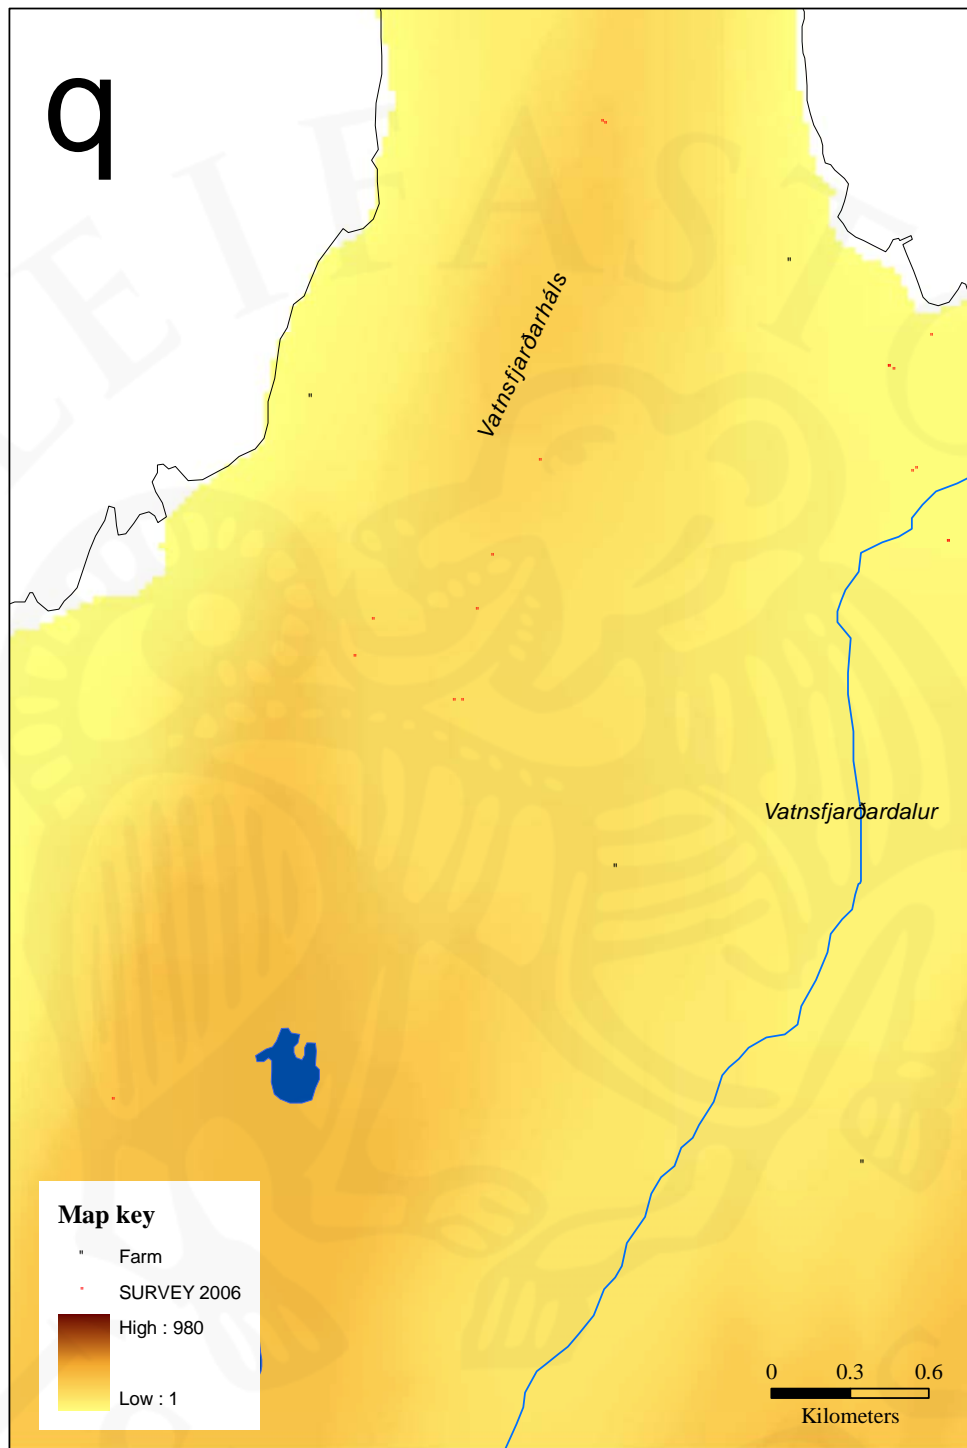 q
Vatnsfjarðarháls
Vatnsfjarðardalur
Map key
Farm
SURVEY 2006
High : 980
Low : 1
0 0.3 0.6
Kilometers